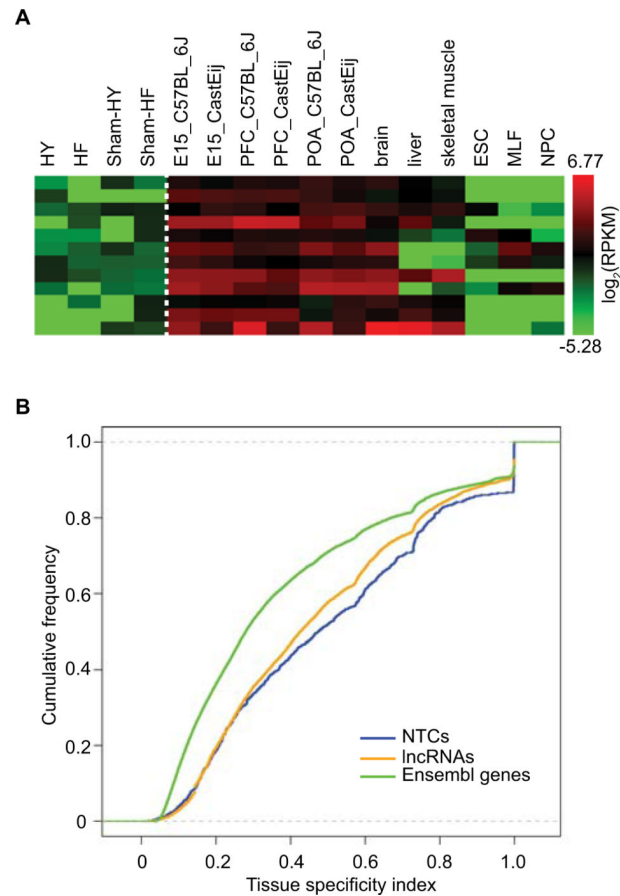 A
HY
HF
Sham-HY
Sham-HF
E15_C57BL_6J
E15_CastEij
PFC_C57BL_6J
PFC_CastEij
POA_C57BL_6J
POA_CastEij
brain
liver
skeletal muscle
ESC
MLF
NPC
6.77
log2(RPKM)
-5.28
B
1.0
0.8
0.6
0.4
0.2
0
Cumulative frequency
NTCs
lncRNAs
Ensembl genes
0
0.2
0.4
0.6
0.8
1.0
Tissue specificity index